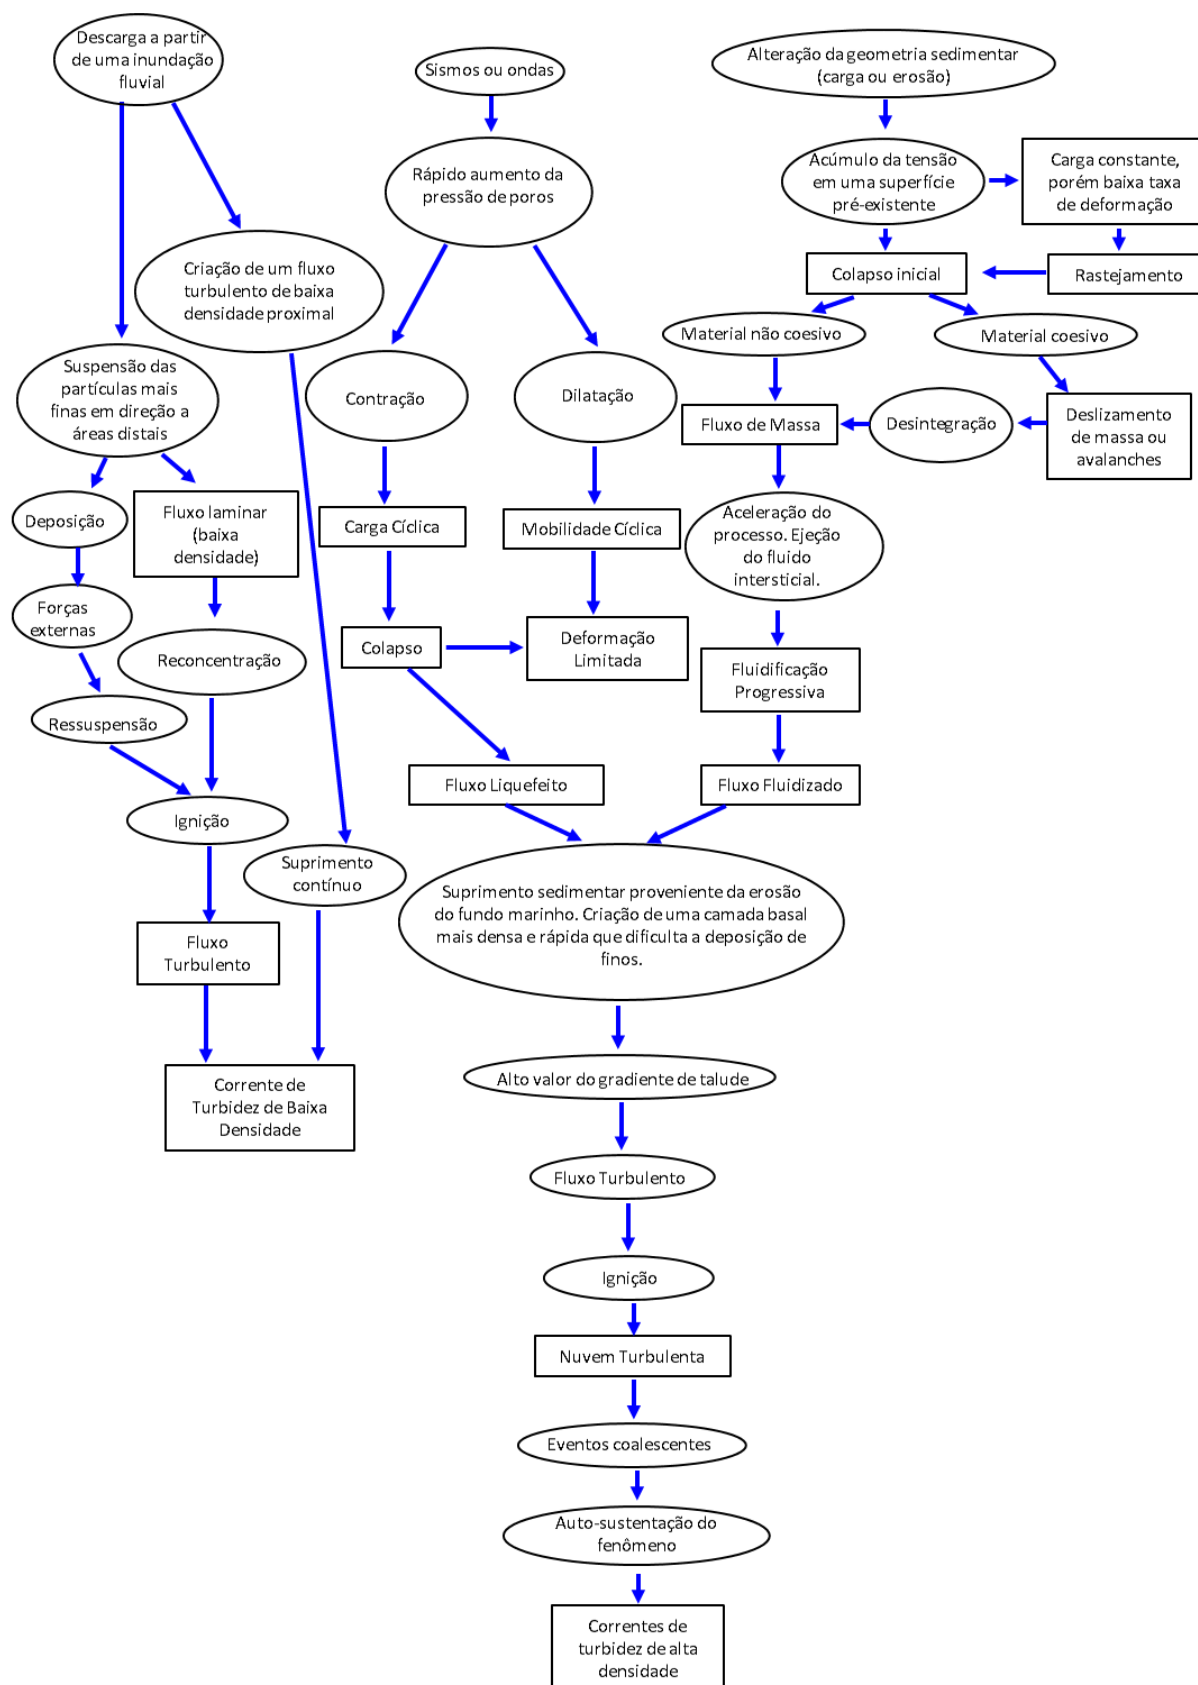 Descarga a partir
de uma inundação
fluvial
Sismos ou ondas
Alteração da geometria sedimentar
(carga ou erosão)
Rápido aumento da
pressão de poros
Acúmulo da tensão
em uma superfície
pré-existente
Carga constante,
porém baixa taxa
de deformação
Criação de um fluxo
turbulento de baixa
densidade proximal
Colapso inicial
Rastejamento
Material não coesivo
Material coesivo
Suspensão das
partículas mais
finas em direção a
áreas distais
Contração
Dilatação
Fluxo de Massa
Desintegração
Deslizamento
de massa ou
avalanches
Deposição
Fluxo laminar
(baixa
densidade)
Carga Cíclica
Mobilidade Cíclica
Aceleração do
processo. Ejeção
do fluido
intersticial.
Forças
externas
Reconcentração
Colapso
Deformação
Limitada
Fluidificação
Progressiva
Ressuspensão
Fluxo Liquefeito
Fluxo Fluidizado
Ignição
Suprimento
contínuo
Suprimento sedimentar proveniente da erosão
do fundo marinho. Criação de uma camada basal
mais densa e rápida que dificulta a deposição de
finos.
Fluxo
Turbulento
Corrente de
Turbidez de Baixa
Densidade
Alto valor do gradiente de talude
Fluxo Turbulento
Ignição
Nuvem Turbulenta
Eventos coalescentes
Auto-sustentação do
fenômeno
Correntes de
turbidez de alta
densidade